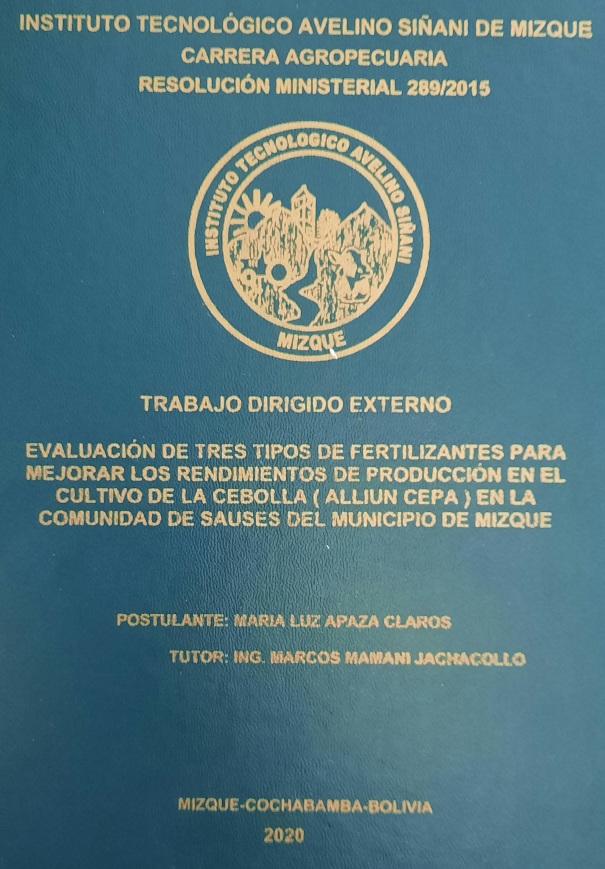 INSTITUTO TECNOLÓGICO AVELINO SIÑANI DE MIZQUE
CARRERA AGROPECUARIA
RESOLUCIÓN MINISTERIAL 289/2015
INSTITUTO TECNOLOGICO AVELINO SIÑANI
MIZQUE
TRABAJO DIRIGIDO EXTERNO
EVALUACIÓN DE TRES TIPOS DE FERTILIZANTES PARA
MEJORAR LOS RENDIMIENTOS DE PRODUCCIÓN EN EL
CULTIVO DE LA CEBOLLA ( ALLIUN CEPA ) EN LA
COMUNIDAD DE SAUSES DEL MUNICIPIO DE MIZQUE
POSTULANTE: MARIA LUZ APAZA CLAROS
TUTOR: ING. MARCOS MAMANI JACHACOLLO
MIZQUE-COCHABAMBA-BOLIVIA
2020